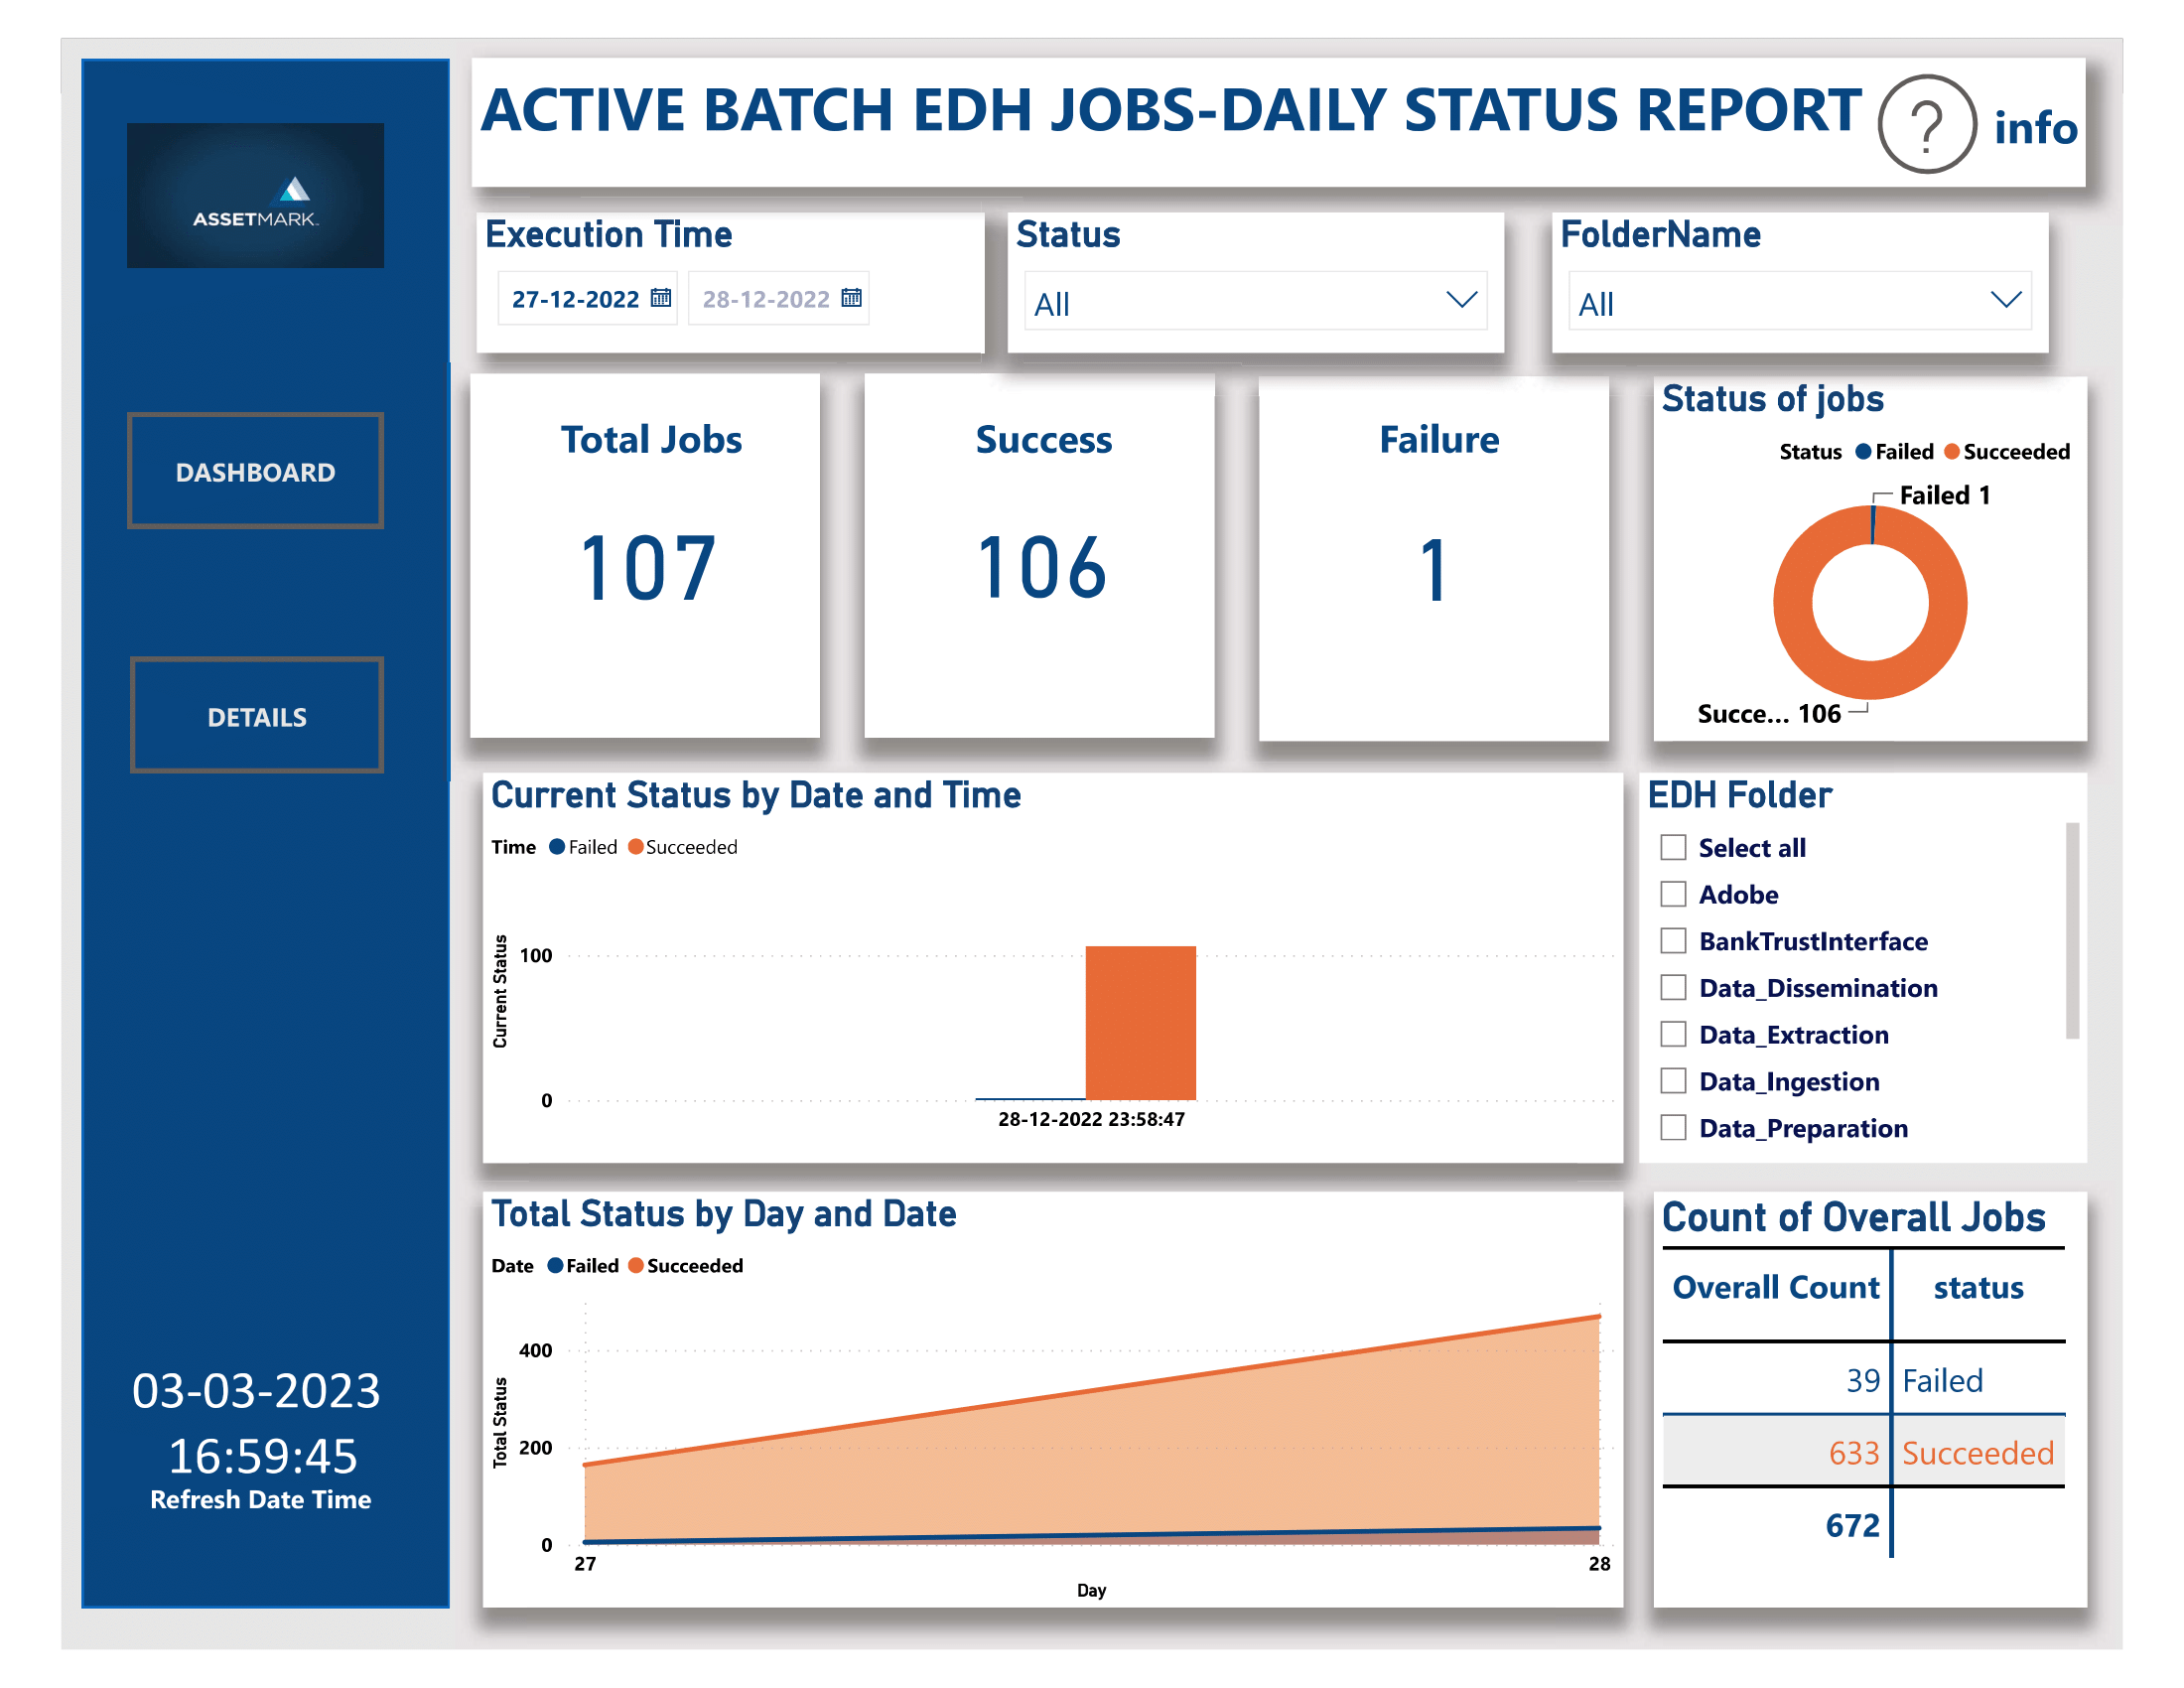 ASSETMARK
DASHBOARD
DETAILS
03-03-2023
16:59:45
Refresh Date Time
ACTIVE BATCH EDH JOBS-DAILY STATUS REPORT
?
info
Execution Time
27-12-2022
28-12-2022
Status
All
FolderName
All
Total Jobs
107
Success
106
Failure
1
Status of jobs
Status Failed Succeeded
Failed 1
Succe... 106
Current Status by Date and Time
Time Failed Succeeded
Current Status
100
0
28-12-2022 23:58:47
EDH Folder
Select all
Adobe
BankTrustInterface
Data_Dissemination
Data_Extraction
Data_Ingestion
Data_Preparation
Total Status by Day and Date
Date Failed Succeeded
Total Status
400
200
0
27 28
Day
Count of Overall Jobs
Overall Count status
39 Failed
633 Succeeded
672